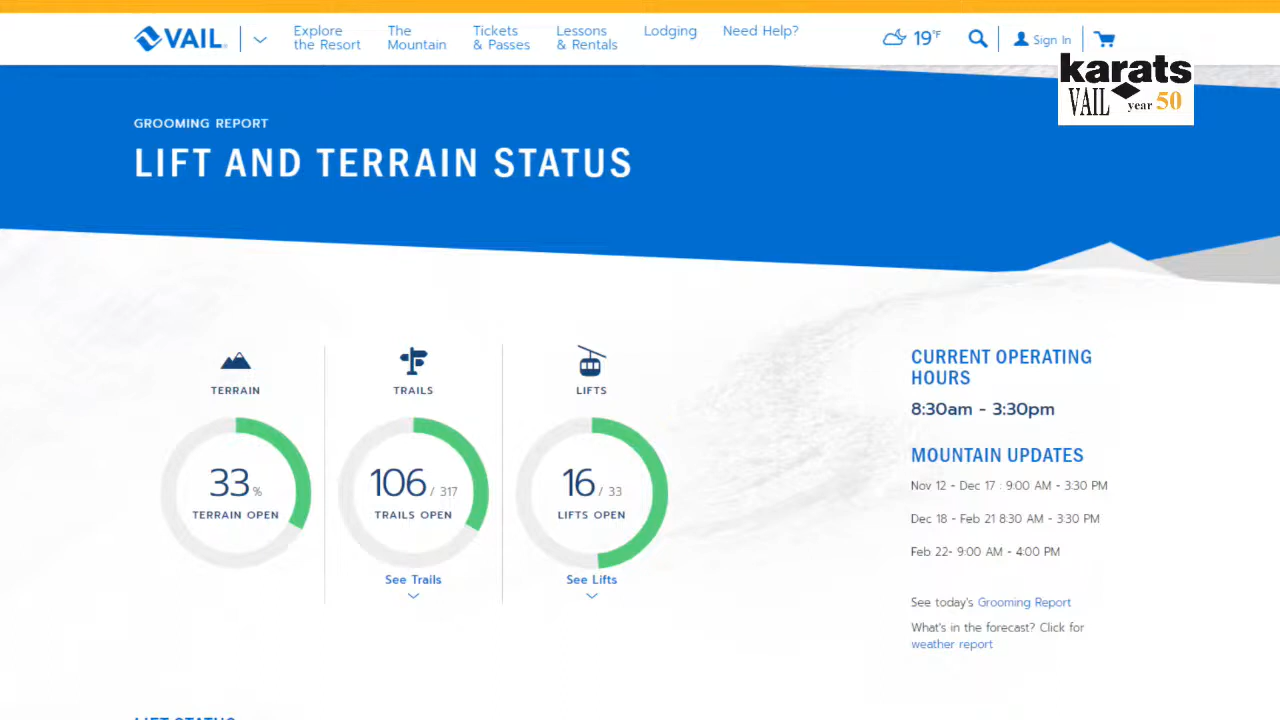 VAIL
Explore the Resort
The Mountain
Tickets & Passes
Lessons & Rentals
Lodging
Need Help?
19°F
Sign In
karats
VAIL year 50
GROOMING REPORT
LIFT AND TERRAIN STATUS
TERRAIN
33 %
TERRAIN OPEN
TRAILS
106 / 317
TRAILS OPEN
See Trails
LIFTS
16 / 33
LIFTS OPEN
See Lifts
CURRENT OPERATING
HOURS
8:30am - 3:30pm
MOUNTAIN UPDATES
Nov 12 - Dec 17 : 9:00 AM - 3:30 PM
Dec 18 - Feb 21 8:30 AM - 3:30 PM
Feb 22- 9:00 AM - 4:00 PM
See today's Grooming Report
What's in the forecast? Click for
weather report
LIFT STATUS